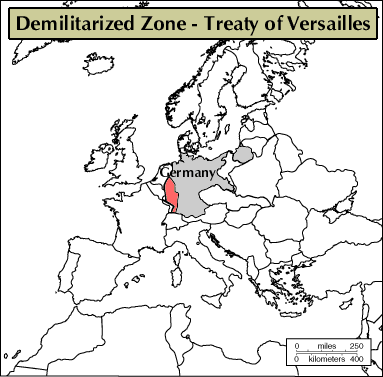 Demilitarized Zone - Treaty of Versailles
Germany
0 miles 250
0 kilometers 400